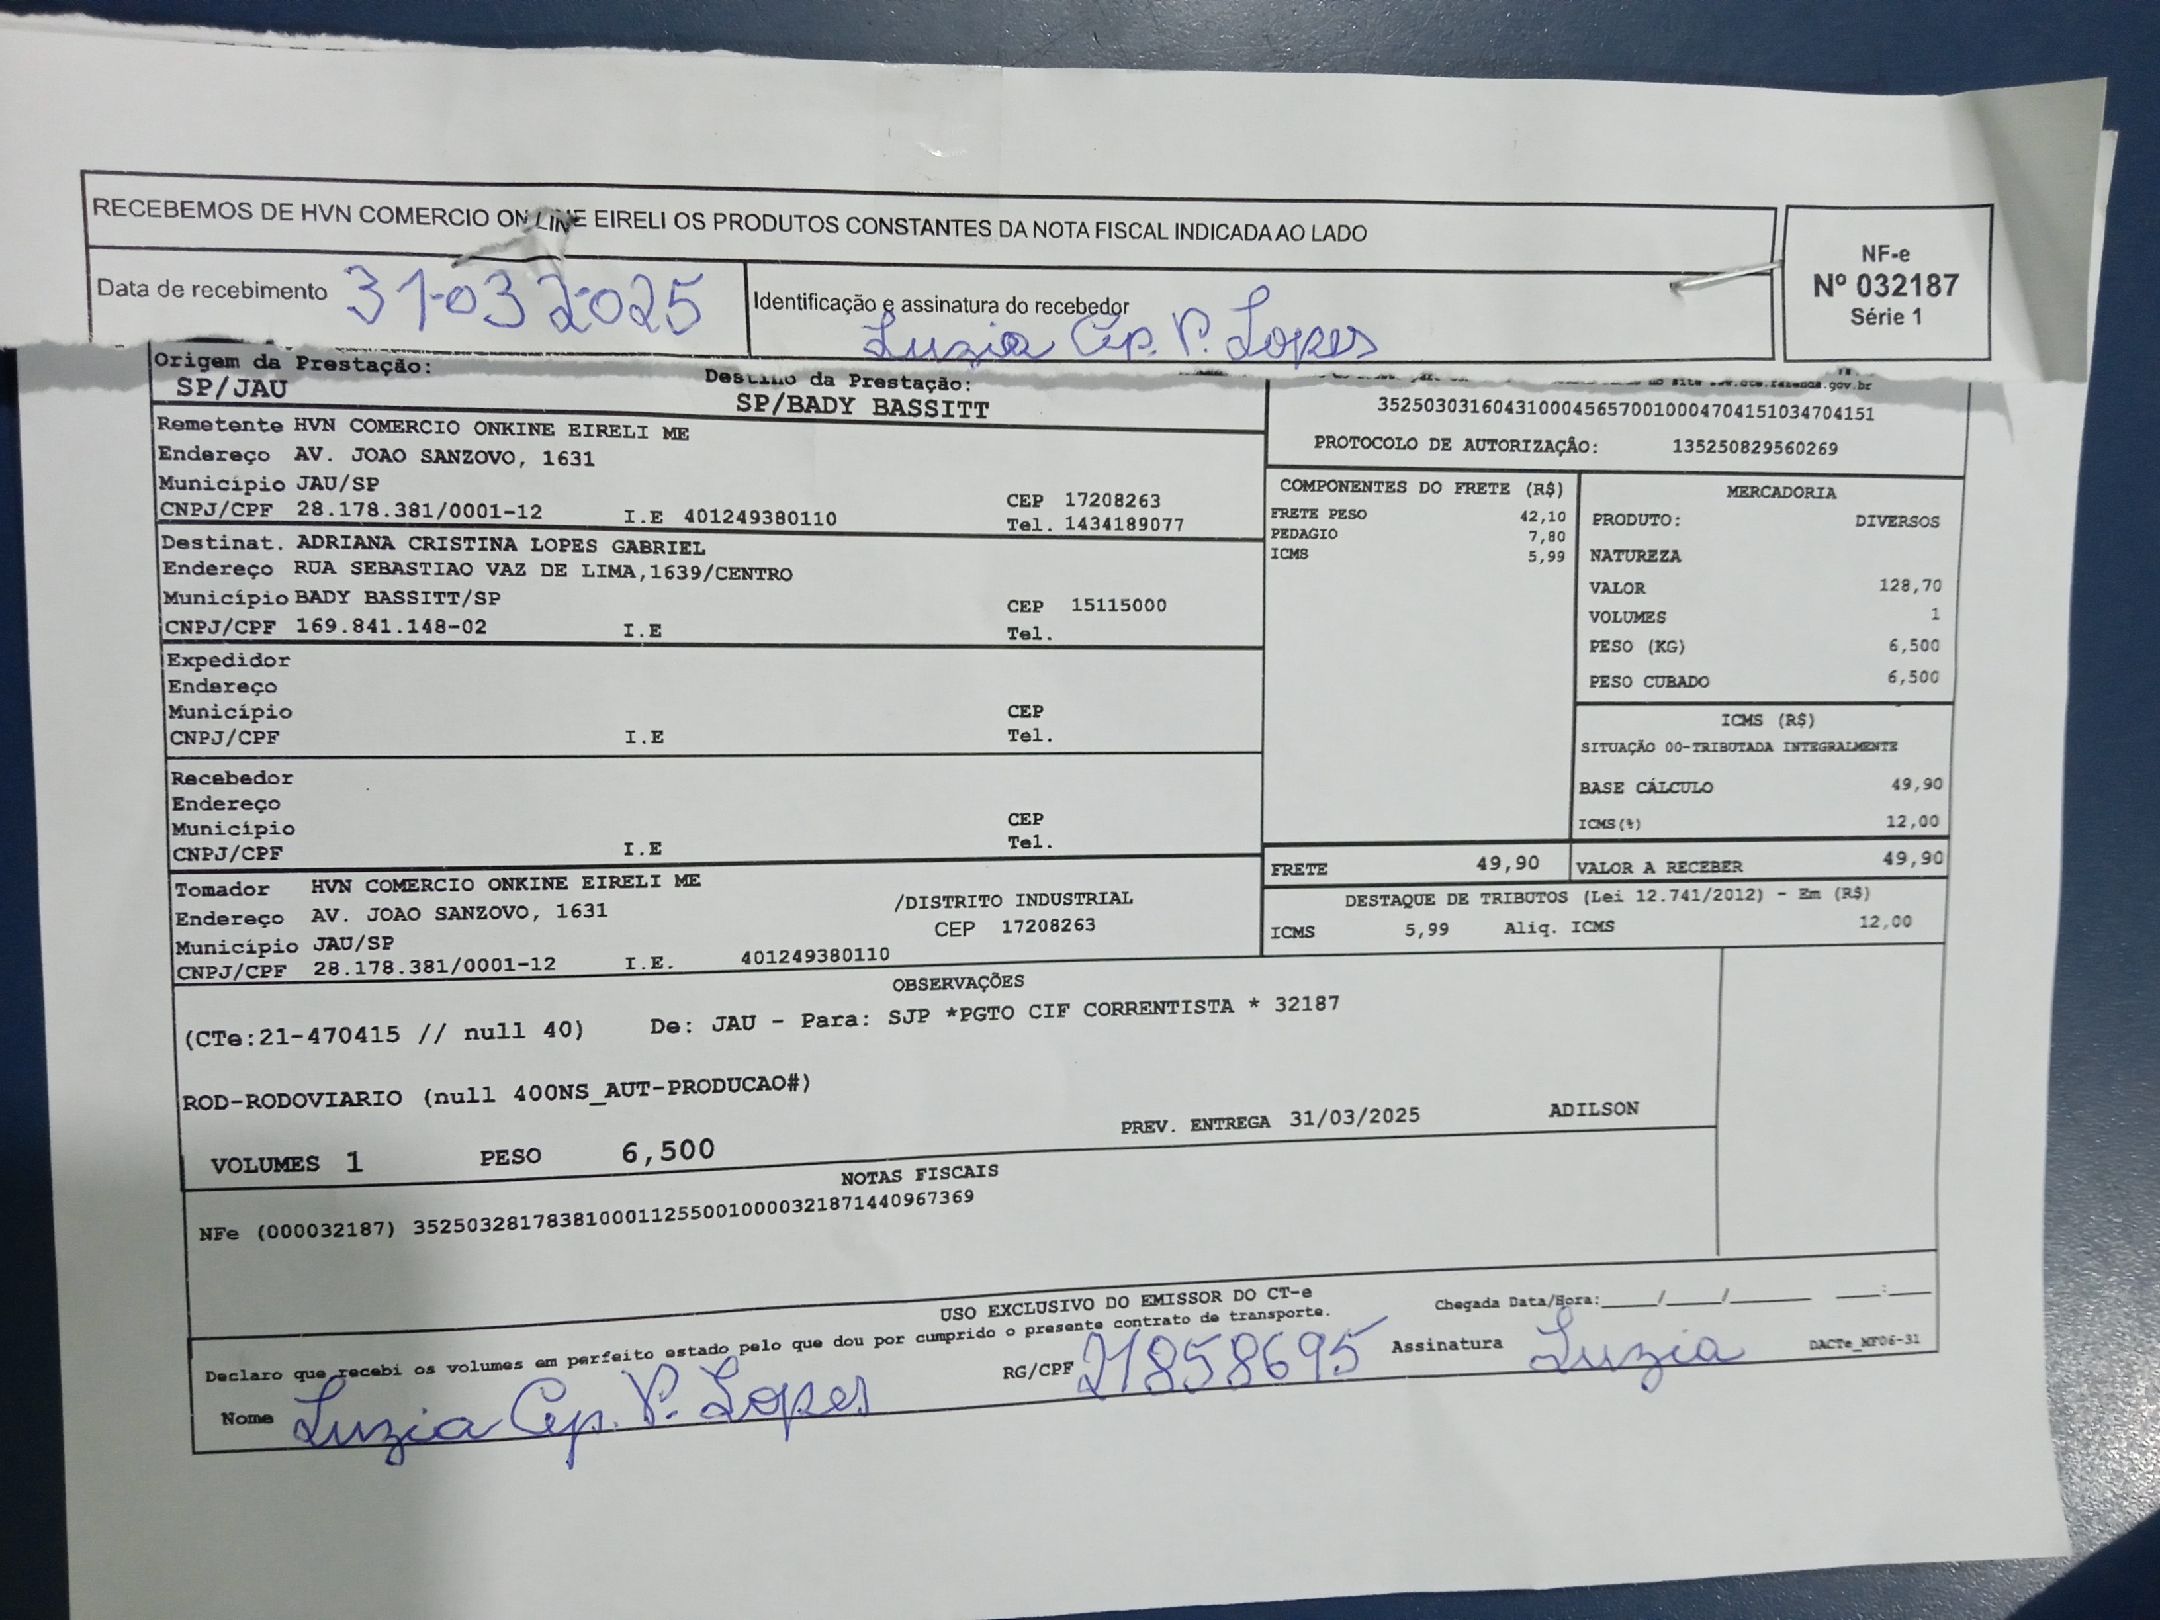 RECEBEMOS DE HVN COMERCIO ON LINE EIRELI OS PRODUTOS CONSTANTES DA NOTA FISCAL INDICADA AO LADO
NF-e
Nº 032187
Série 1
Data de recebimento 31-03-2025
Identificação e assinatura do recebedor
Luzia Ap. P. Lopes
Origem da Prestação:
SP/JAU
Destino da Prestação:
SP/BADY BASSITT
no site www.cte.fazenda.gov.br
35250303160431000456570010004704151034704151
PROTOCOLO DE AUTORIZAÇÃO: 135250829560269
Remetente HVN COMERCIO ONKINE EIRELI ME
Endereço AV. JOAO SANZOVO, 1631
Município JAU/SP CEP 17208263
CNPJ/CPF 28.178.381/0001-12 I.E 401249380110 Tel. 1434189077
Destinat. ADRIANA CRISTINA LOPES GABRIEL
Endereço RUA SEBASTIAO VAZ DE LIMA,1639/CENTRO
Município BADY BASSITT/SP CEP 15115000
CNPJ/CPF 169.841.148-02 I.E Tel.
Expedidor
Endereço
Município CEP
CNPJ/CPF I.E Tel.
Recebedor
Endereço
Município CEP
CNPJ/CPF I.E Tel.
Tomador HVN COMERCIO ONKINE EIRELI ME
Endereço AV. JOAO SANZOVO, 1631 /DISTRITO INDUSTRIAL
Município JAU/SP CEP 17208263
CNPJ/CPF 28.178.381/0001-12 I.E. 401249380110
COMPONENTES DO FRETE (R$)
FRETE PESO 42,10
PEDAGIO 7,80
ICMS 5,99
MERCADORIA
PRODUTO: DIVERSOS
NATUREZA
VALOR 128,70
VOLUMES 1
PESO (KG) 6,500
PESO CUBADO 6,500
ICMS (R$)
SITUAÇÃO 00-TRIBUTADA INTEGRALMENTE
BASE CÁLCULO 49,90
ICMS(%) 12,00
FRETE 49,90 VALOR A RECEBER 49,90
DESTAQUE DE TRIBUTOS (Lei 12.741/2012) - Em (R$)
ICMS 5,99 Aliq. ICMS 12,00
OBSERVAÇÕES
(CTe:21-470415 // null 40) De: JAU - Para: SJP *PGTO CIF CORRENTISTA * 32187
ROD-RODOVIARIO (null 400NS_AUT-PRODUCAO#)
PREV. ENTREGA 31/03/2025 ADILSON
VOLUMES 1 PESO 6,500
NOTAS FISCAIS
NFe (000032187) 35250328178381000112550010000321871440967369
USO EXCLUSIVO DO EMISSOR DO CT-e
Declaro que recebi os volumes em perfeito estado pelo que dou por cumprido o presente contrato de transporte.
Chegada Data/Hora:____/____/______ ___:___
Nome Luzia Ap. P. Lopes RG/CPF 21858695 Assinatura Luzia
DACTe_MF06-31